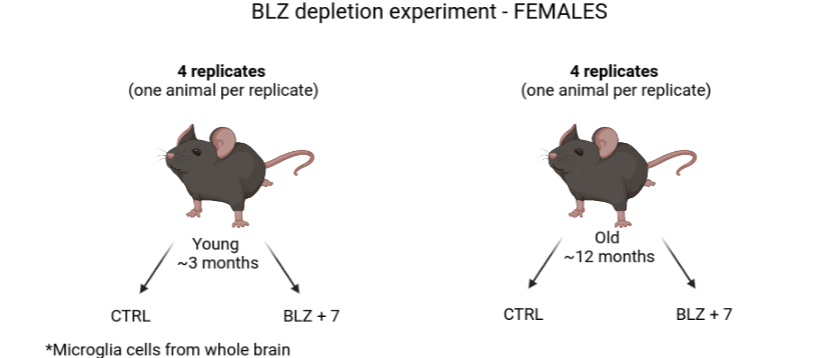 BLZ depletion experiment - FEMALES
4 replicates
(one animal per replicate)
Young
~3 months
CTRL
BLZ + 7
4 replicates
(one animal per replicate)
Old
~12 months
CTRL
BLZ + 7
*Microglia cells from whole brain